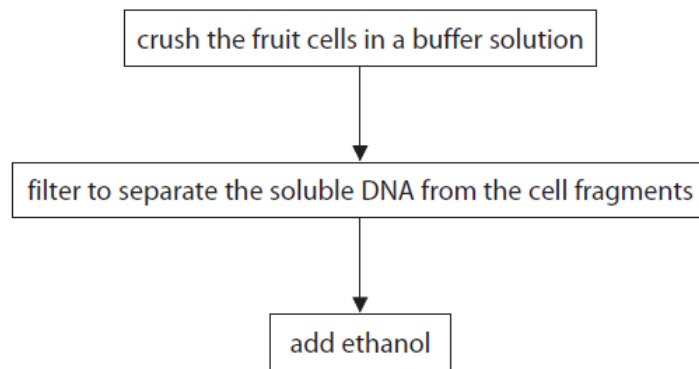 crush the fruit cells in a buffer solution
filter to separate the soluble DNA from the cell fragments
add ethanol